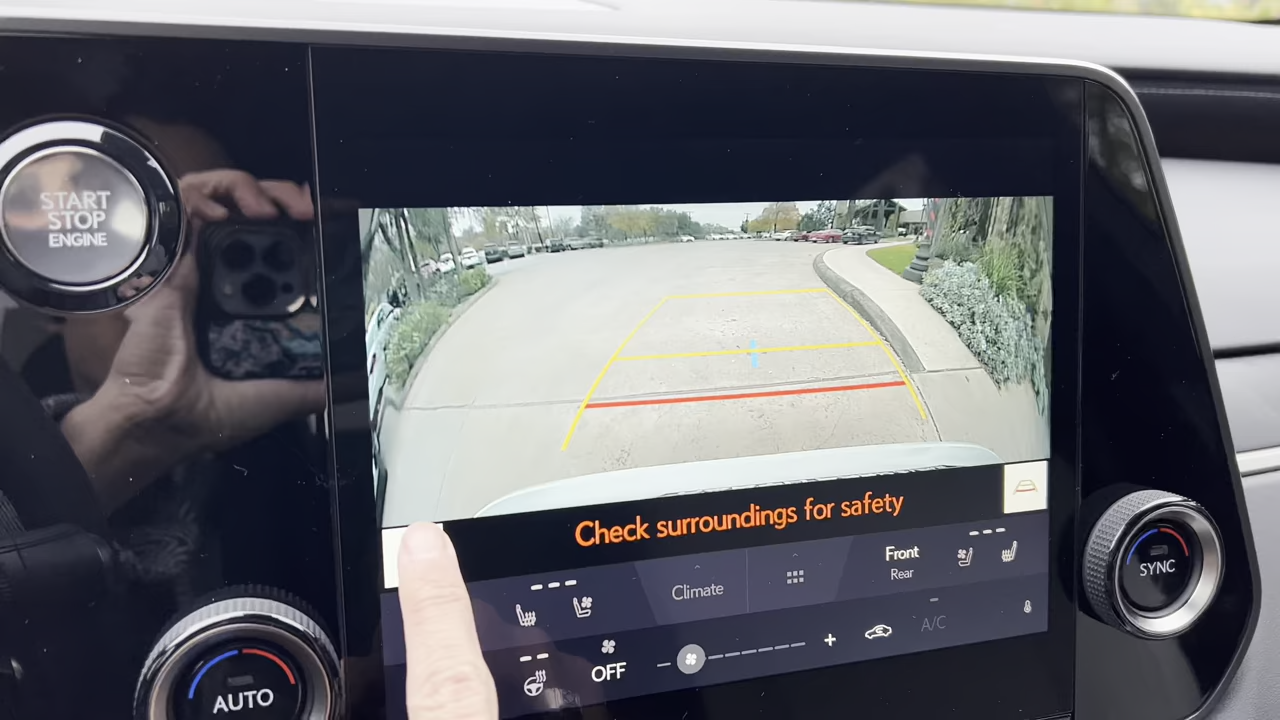 START
STOP
ENGINE
Check surroundings for safety
Climate
Front
Rear
OFF
A/C
AUTO
SYNC